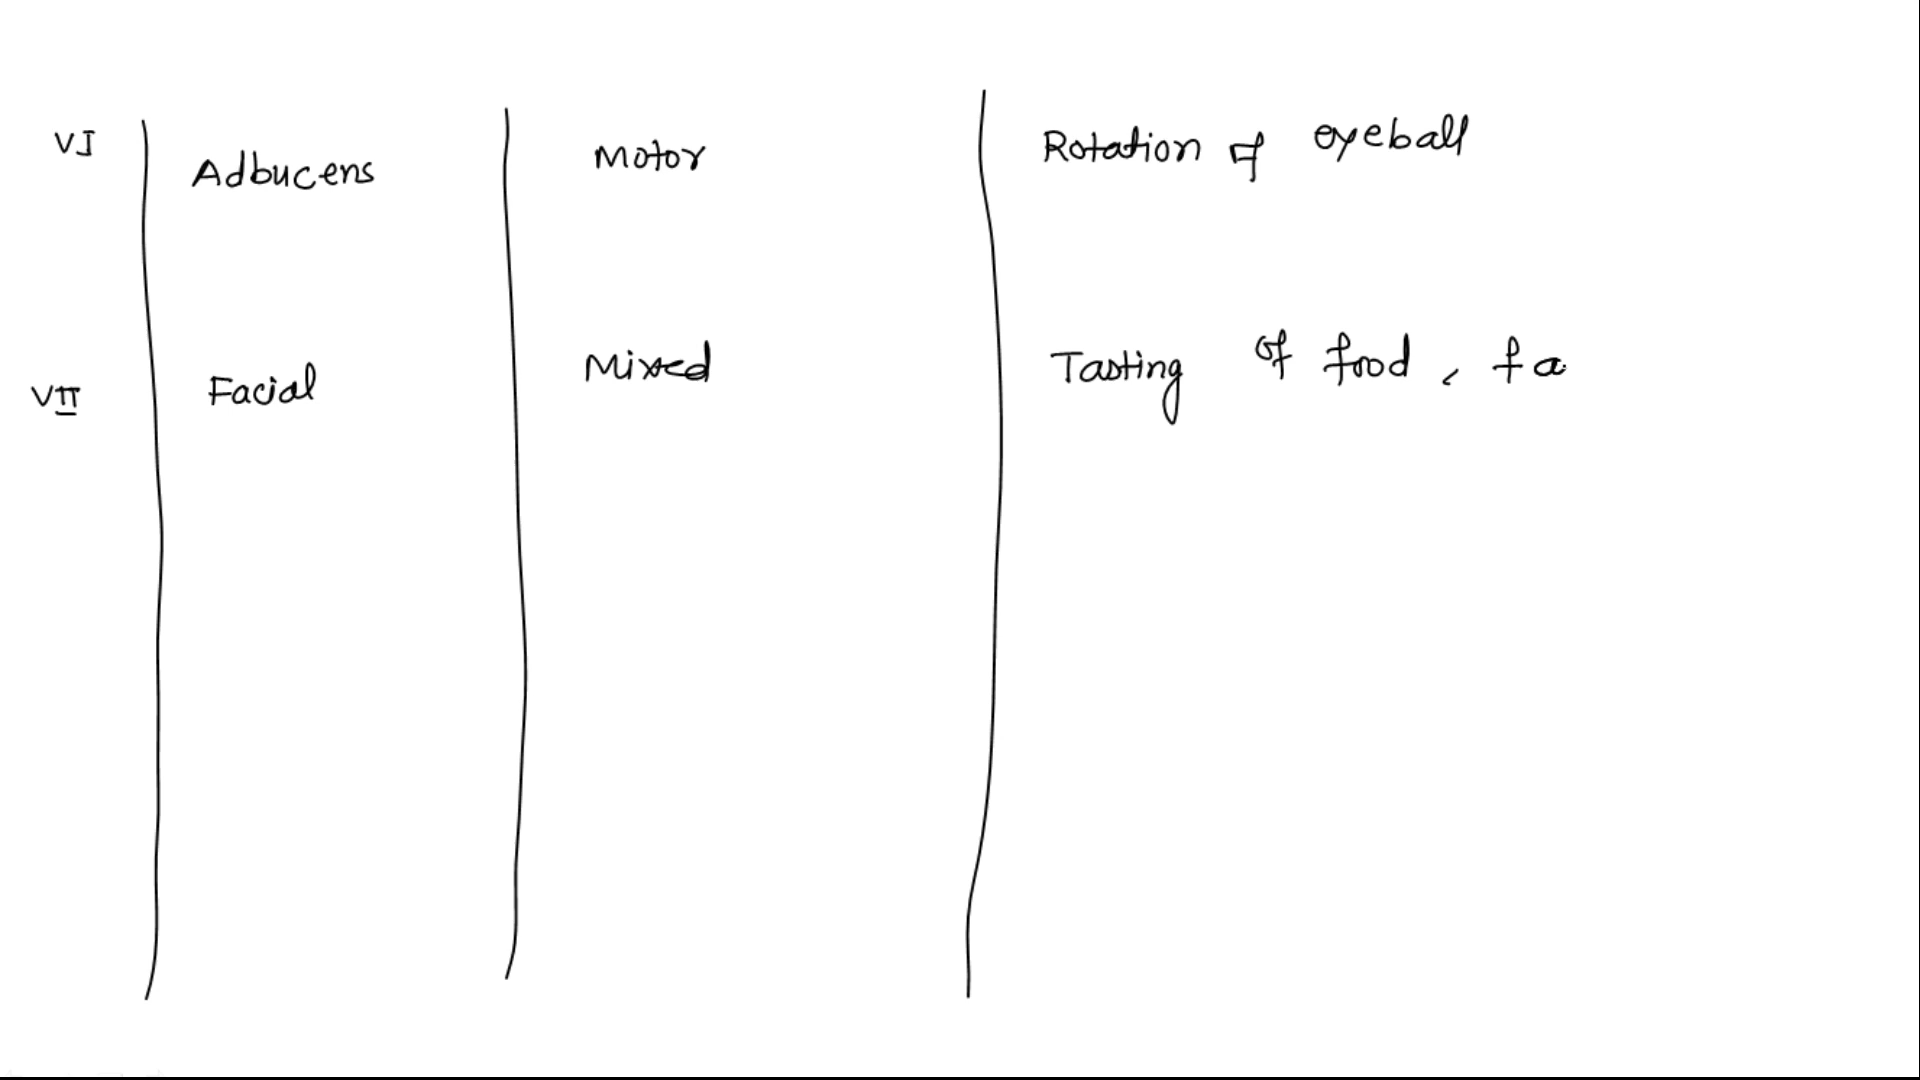 VI Adbucens Motor Rotation of eyeball
VII Facial Mixed Tasting of food, fa